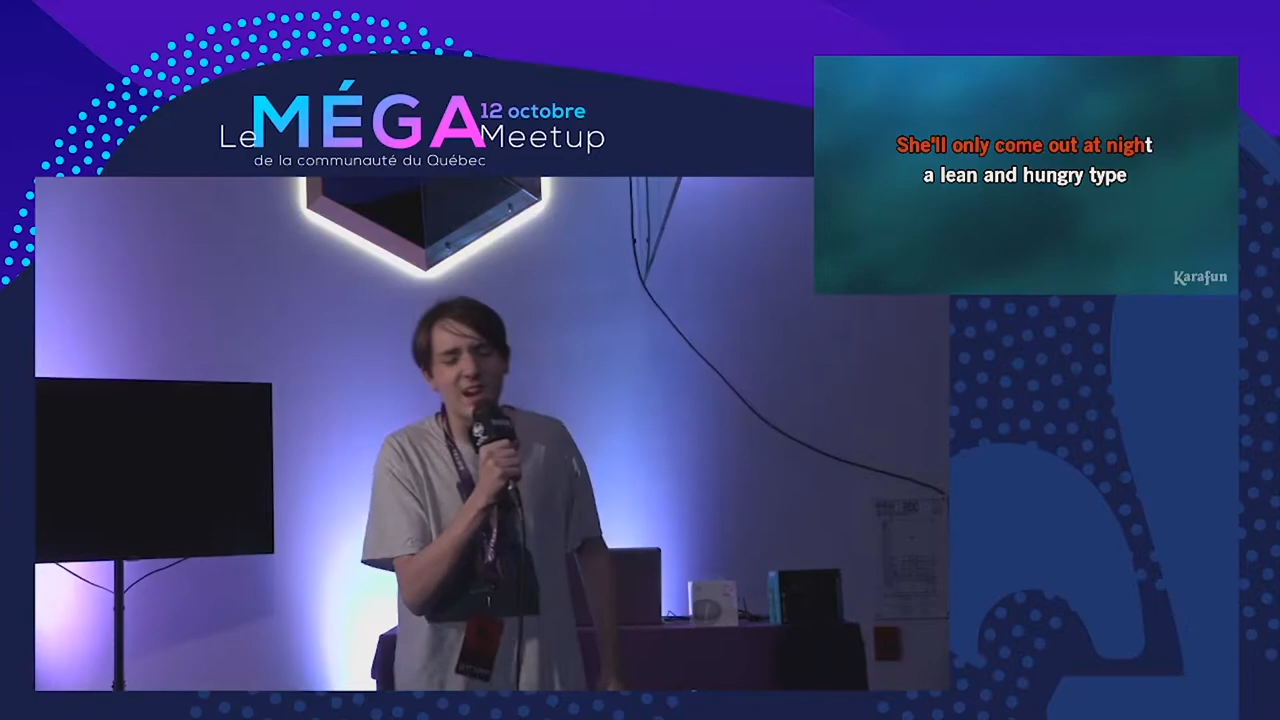 Le MÉGA Meetup
12 octobre
de la communauté du Québec
She'll only come out at night
a lean and hungry type
Karafun